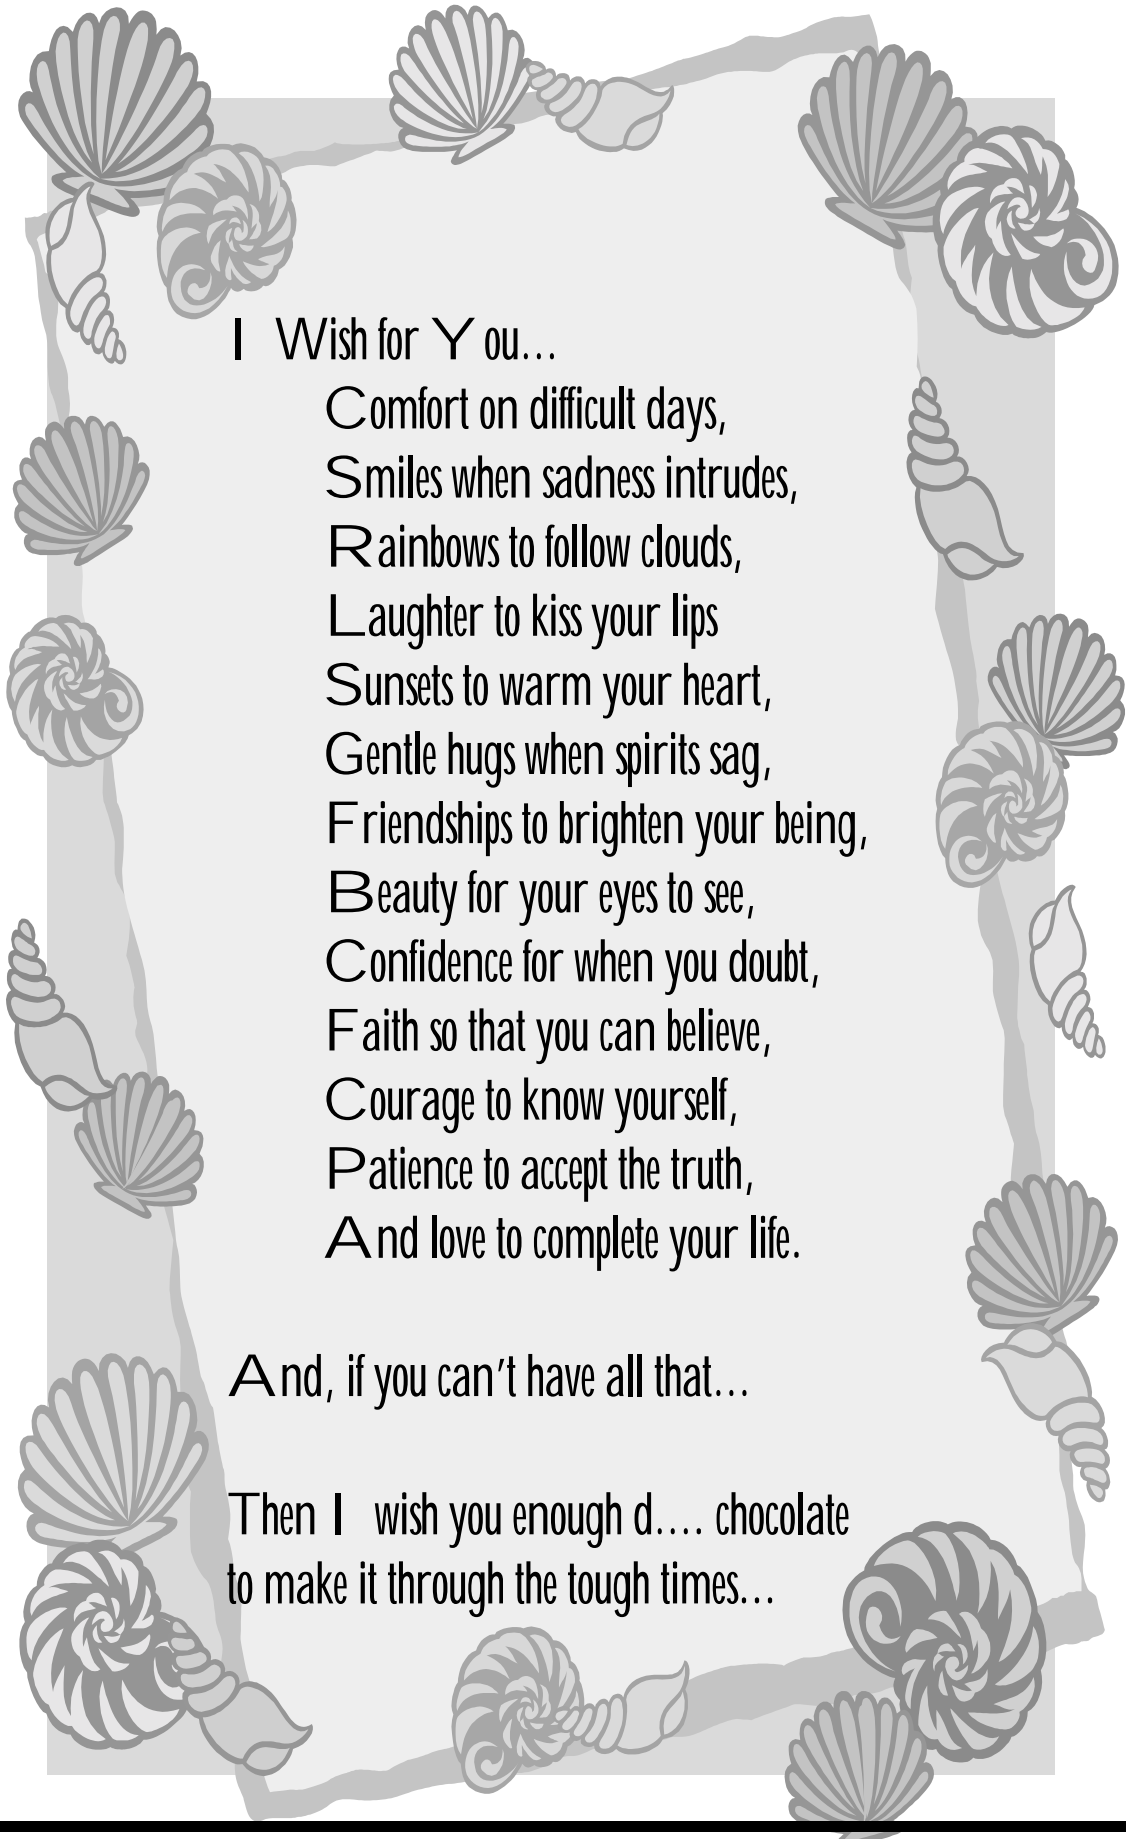 I Wish for You...
Comfort on difficult days,
Smiles when sadness intrudes,
Rainbows to follow clouds,
Laughter to kiss your lips
Sunsets to warm your heart,
Gentle hugs when spirits sag,
Friendships to brighten your being,
Beauty for your eyes to see,
Confidence for when you doubt,
Faith so that you can believe,
Courage to know yourself,
Patience to accept the truth,
And love to complete your life.
And, if you can't have all that...
Then I wish you enough d.... chocolate
to make it through the tough times...